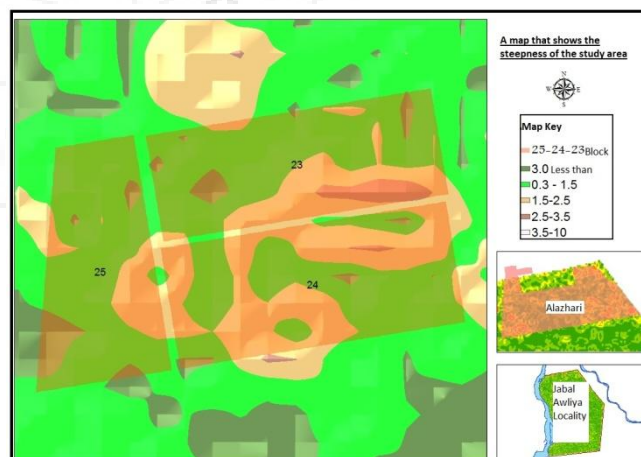 A map that shows the
steepness of the study area
N
W E
S
Map Key
25-24-23 Block
3.0 Less than
0.3 - 1.5
1.5-2.5
2.5-3.5
3.5-10
23
25
24
Alazhari
Jabal
Awliya
Locality